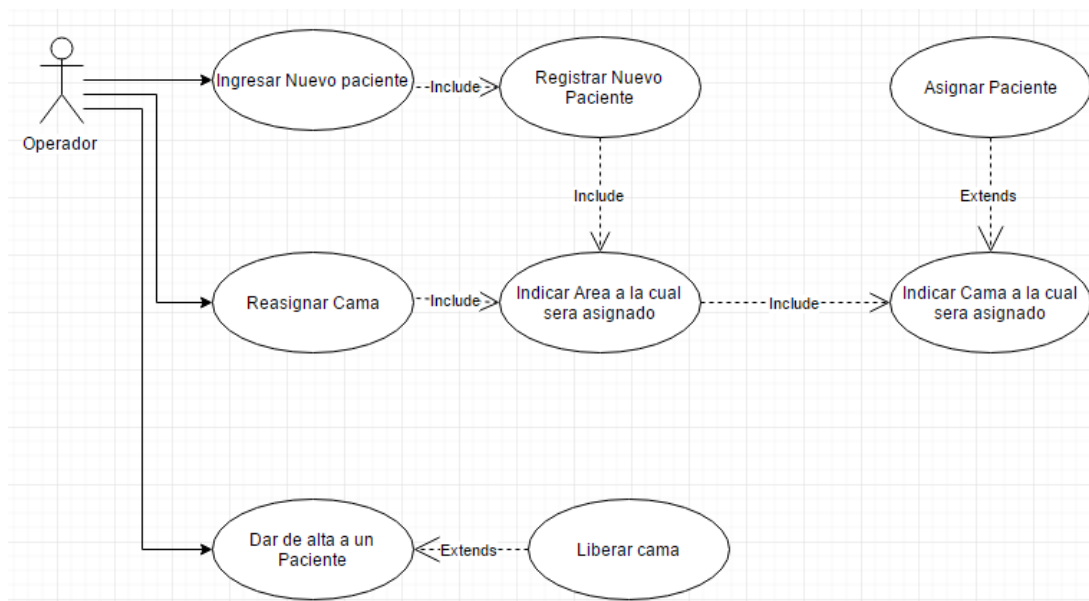 Operador
Ingresar Nuevo paciente
Include
Registrar Nuevo
Paciente
Asignar Paciente
Include
Extends
Reasignar Cama
Include
Indicar Area a la cual
sera asignado
Include
Indicar Cama a la cual
sera asignado
Dar de alta a un
Paciente
Extends
Liberar cama